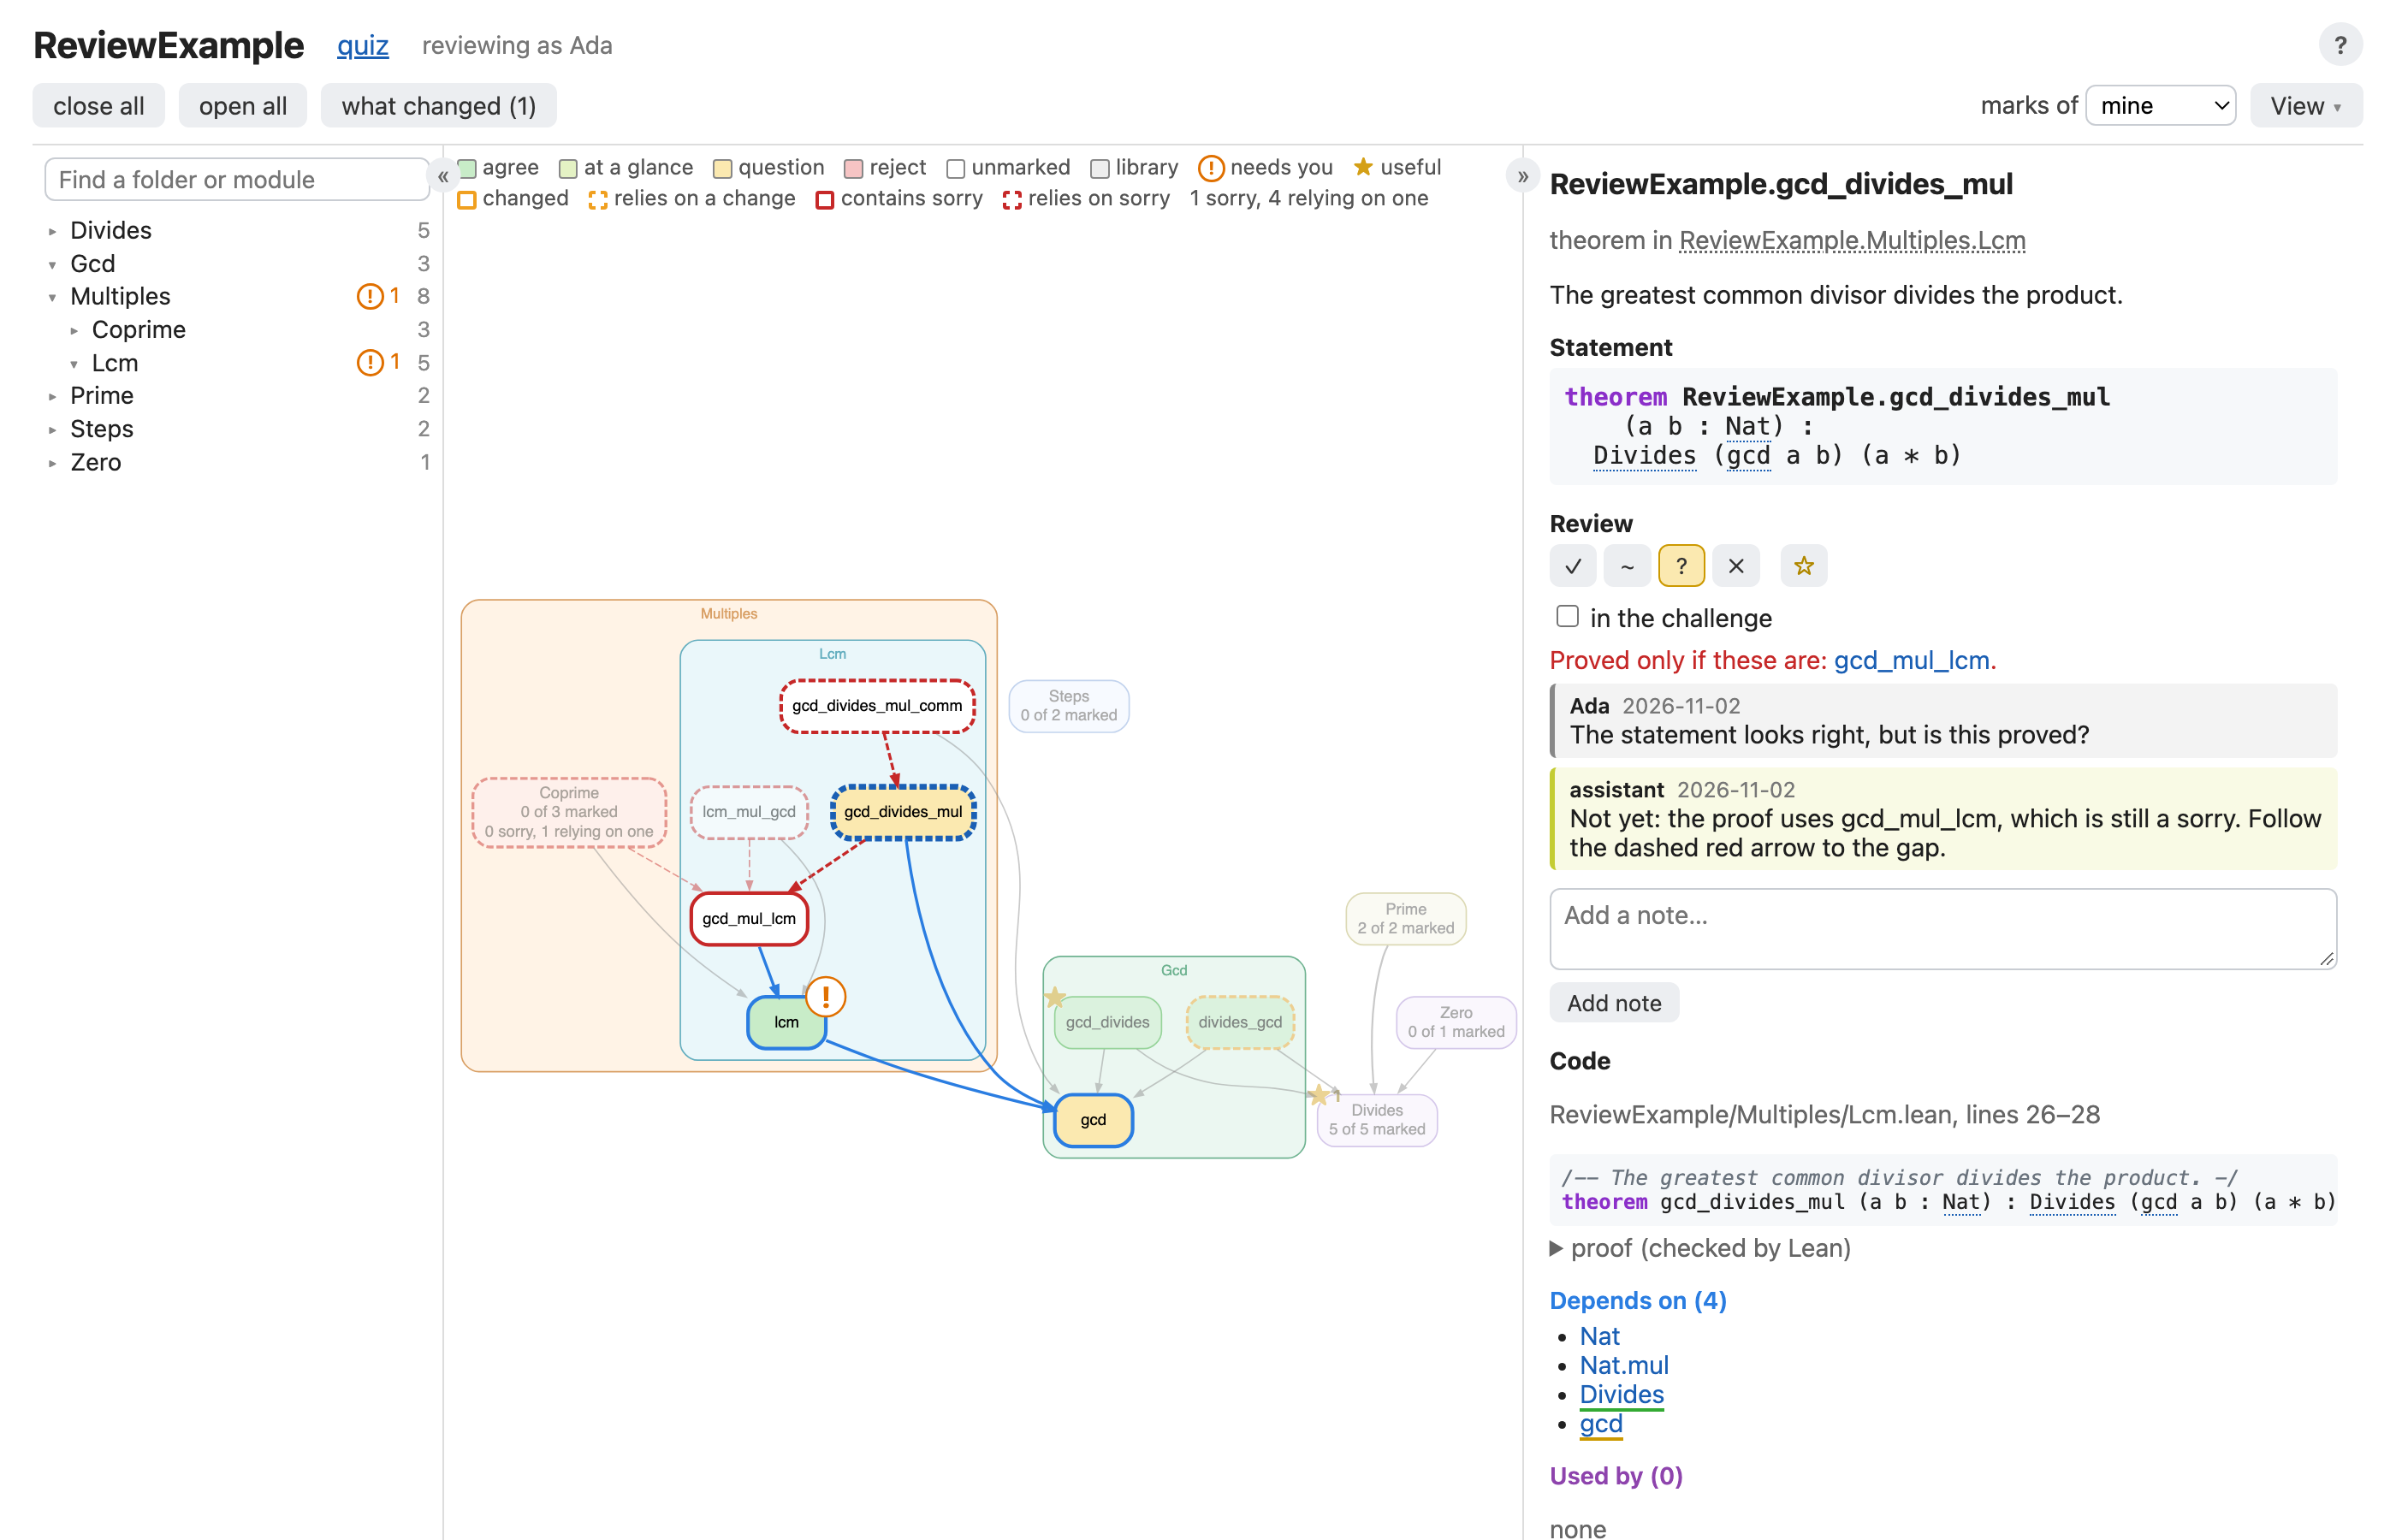 ReviewExample quiz reviewing as Ada ?
close all open all what changed (1) marks of mine View ▾
Find a folder or module «
▸ Divides 5
▾ Gcd 3
▾ Multiples ! 1 8
▸ Coprime 3
▾ Lcm ! 1 5
▸ Prime 2
▸ Steps 2
▸ Zero 1
agree at a glance question reject unmarked library ! needs you ★ useful
changed relies on a change contains sorry relies on sorry 1 sorry, 4 relying on one
Multiples
Lcm
gcd_divides_mul_comm
Steps
0 of 2 marked
Coprime
0 of 3 marked
0 sorry, 1 relying on one
lcm_mul_gcd
gcd_divides_mul
gcd_mul_lcm
lcm
!
Prime
2 of 2 marked
Gcd
gcd_divides
divides_gcd
Zero
0 of 1 marked
gcd
★ 1
Divides
5 of 5 marked
»
ReviewExample.gcd_divides_mul
theorem in ReviewExample.Multiples.Lcm
The greatest common divisor divides the product.
Statement
theorem ReviewExample.gcd_divides_mul
(a b : Nat) :
Divides (gcd a b) (a * b)
Review
✓ ~ ? ✕ ☆
in the challenge
Proved only if these are: gcd_mul_lcm.
Ada 2026-11-02
The statement looks right, but is this proved?
assistant 2026-11-02
Not yet: the proof uses gcd_mul_lcm, which is still a sorry. Follow
the dashed red arrow to the gap.
Add a note...
Add note
Code
ReviewExample/Multiples/Lcm.lean, lines 26–28
/-- The greatest common divisor divides the product. -/
theorem gcd_divides_mul (a b : Nat) : Divides (gcd a b) (a * b)
▶ proof (checked by Lean)
Depends on (4)
• Nat
• Nat.mul
• Divides
• gcd
Used by (0)
none